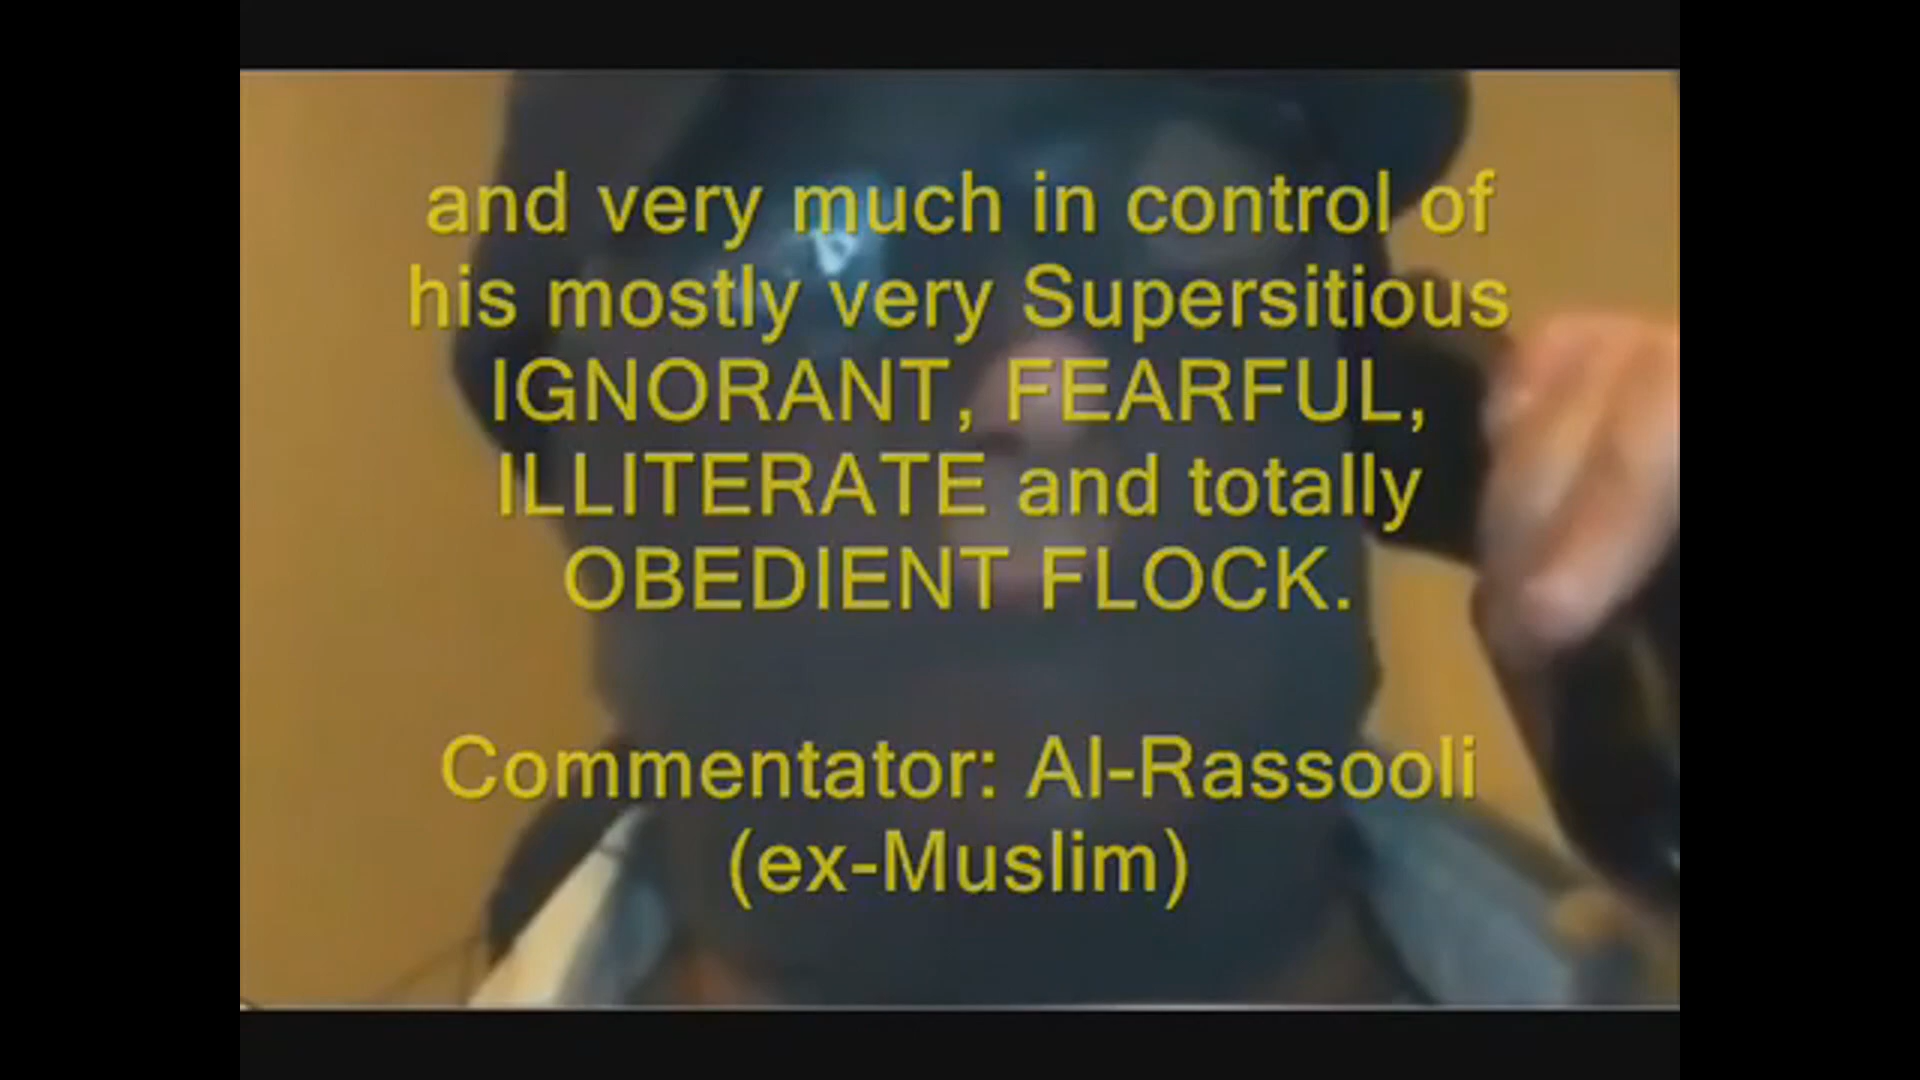 and very much in control of
his mostly very Supersitious
IGNORANT, FEARFUL,
ILLITERATE and totally
OBEDIENT FLOCK.
Commentator: Al-Rassooli
(ex-Muslim)